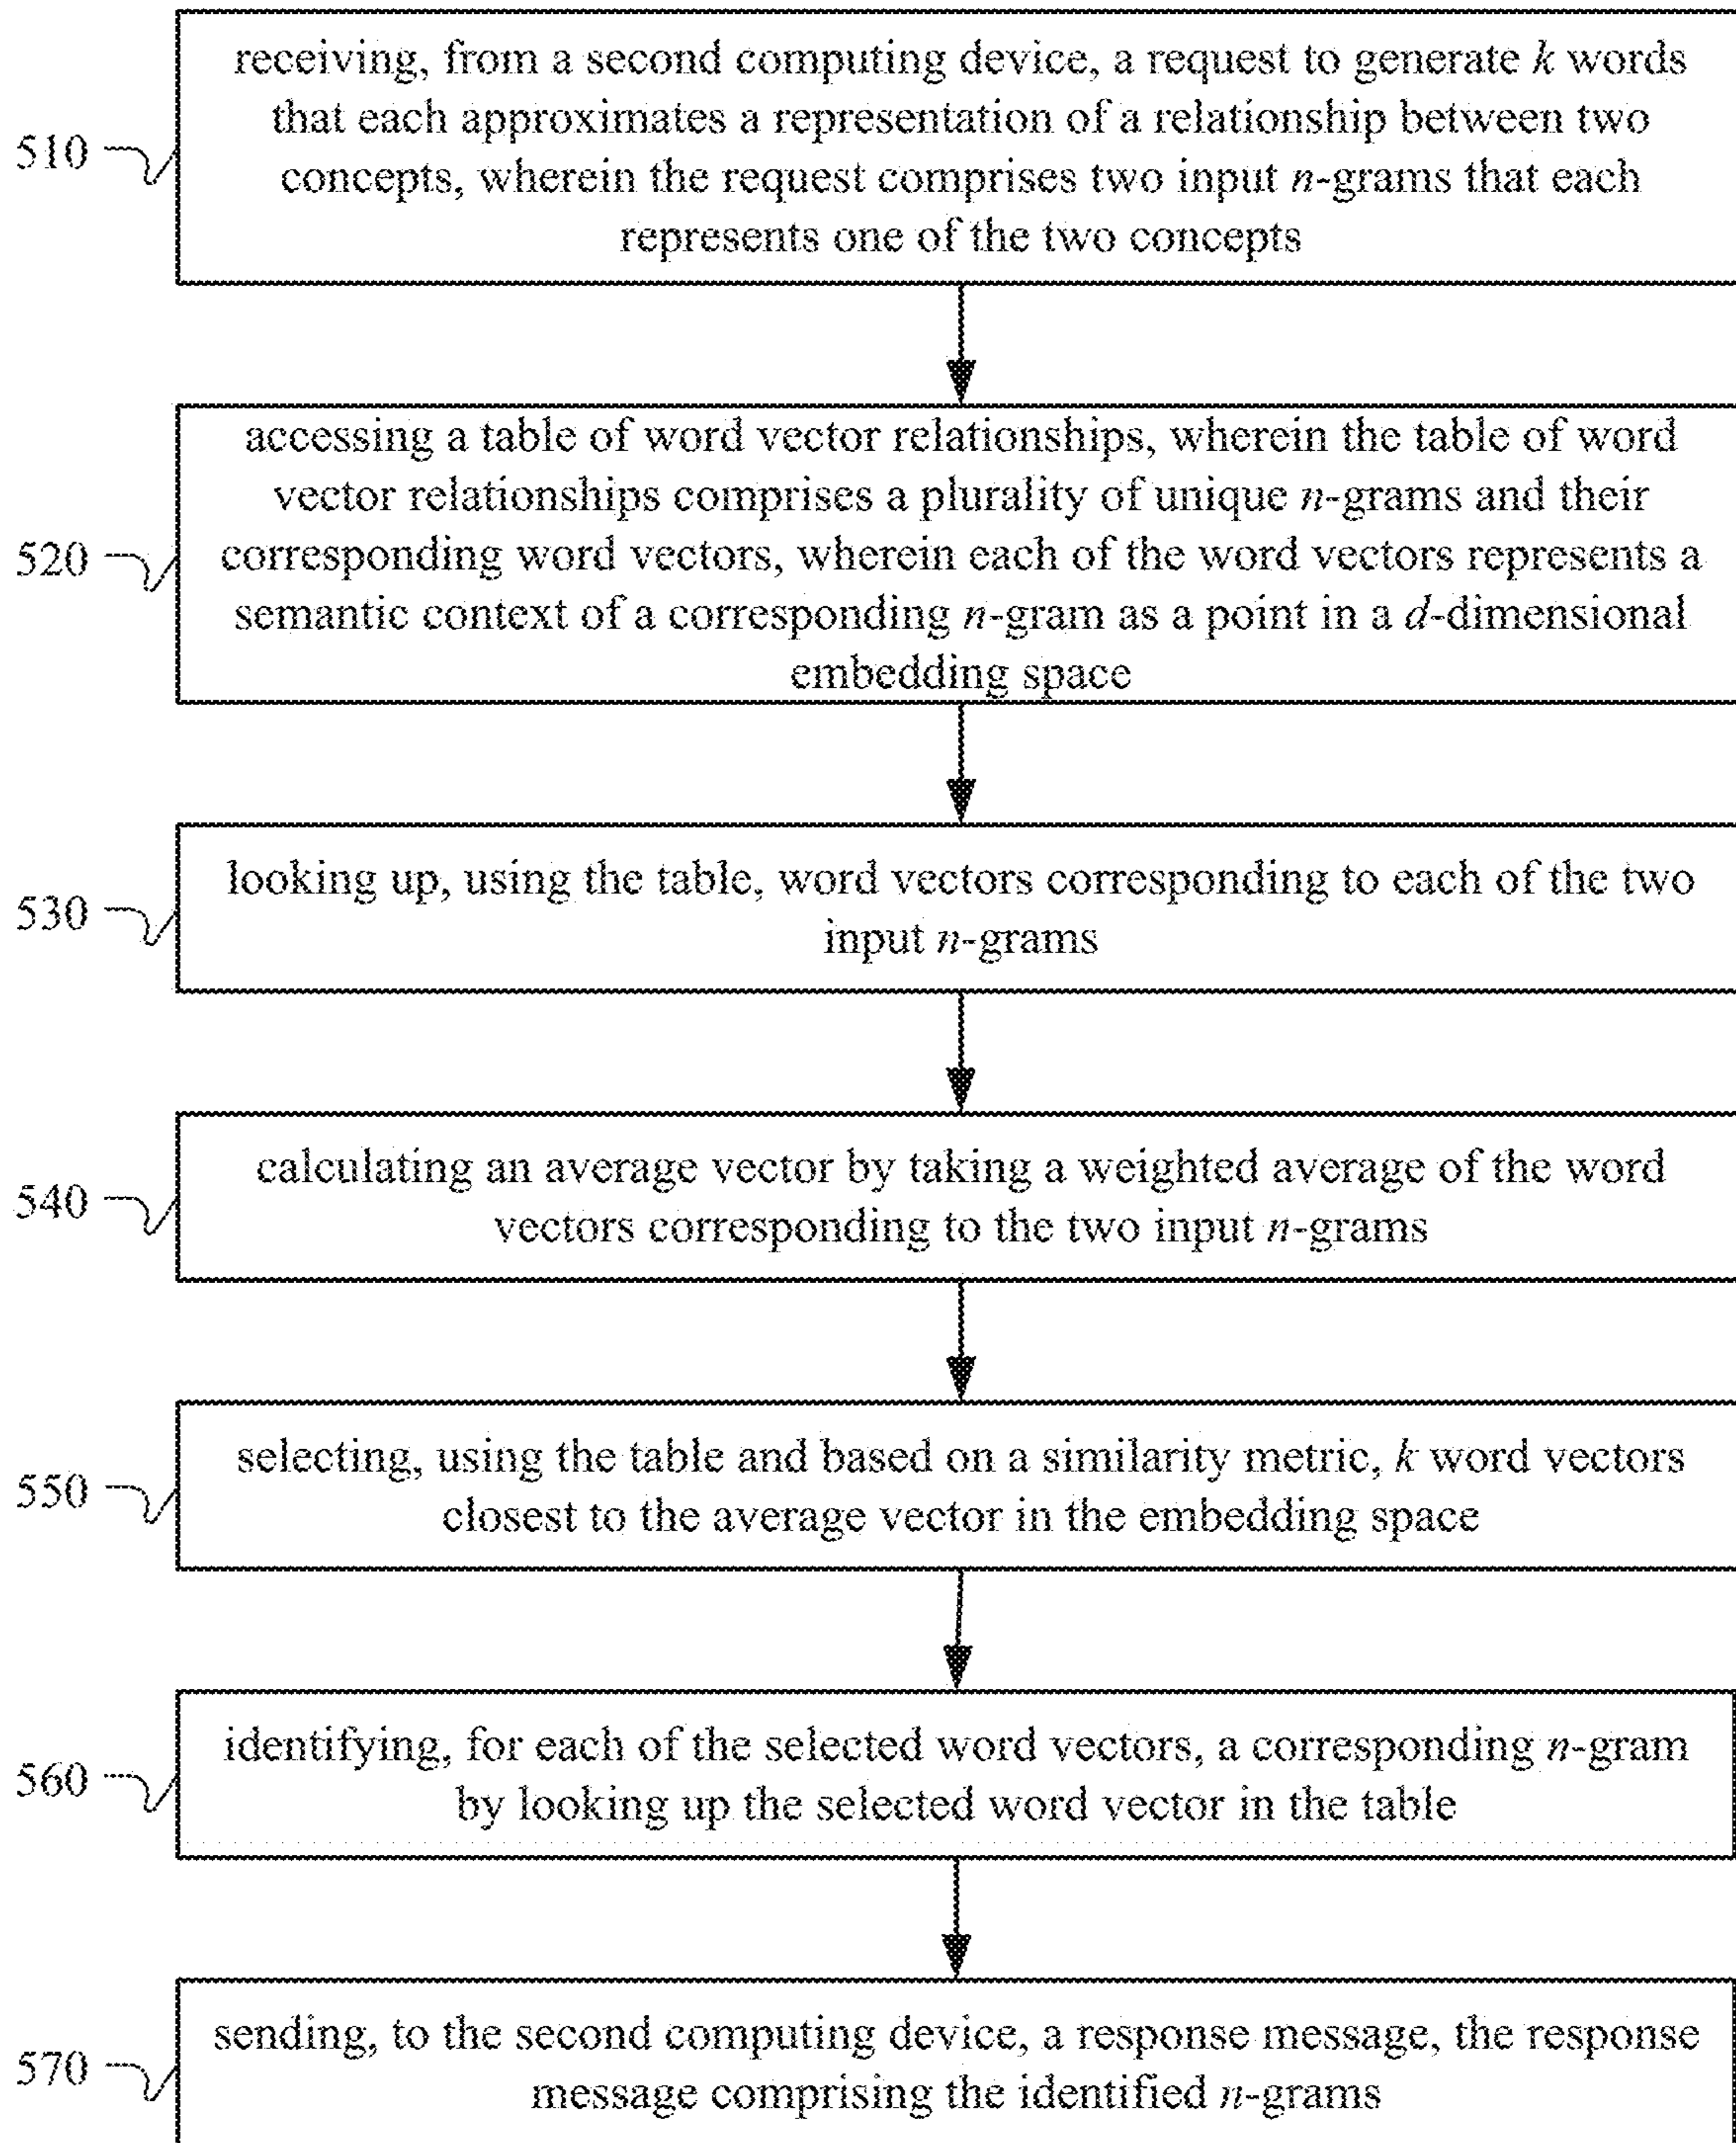 receiving, from a second computing device, a request to generate k words
that each approximates a representation of a relationship between two
concepts, wherein the request comprises two input n-grams that each
represents one of the two concepts
510
accessing a table of word vector relationships, wherein the table of word
vector relationships comprises a plurality of unique n-grams and their
corresponding word vectors, wherein each of the word vectors represents a
semantic context of a corresponding n-gram as a point in a d-dimensional
embedding space
520
looking up, using the table, word vectors corresponding to each of the two
input n-grams
530
calculating an average vector by taking a weighted average of the word
vectors corresponding to the two input n-grams
540
selecting, using the table and based on a similarity metric, k word vectors
closest to the average vector in the embedding space
550
identifying, for each of the selected word vectors, a corresponding n-gram
by looking up the selected word vector in the table
560
sending, to the second computing device, a response message, the response
message comprising the identified n-grams
570